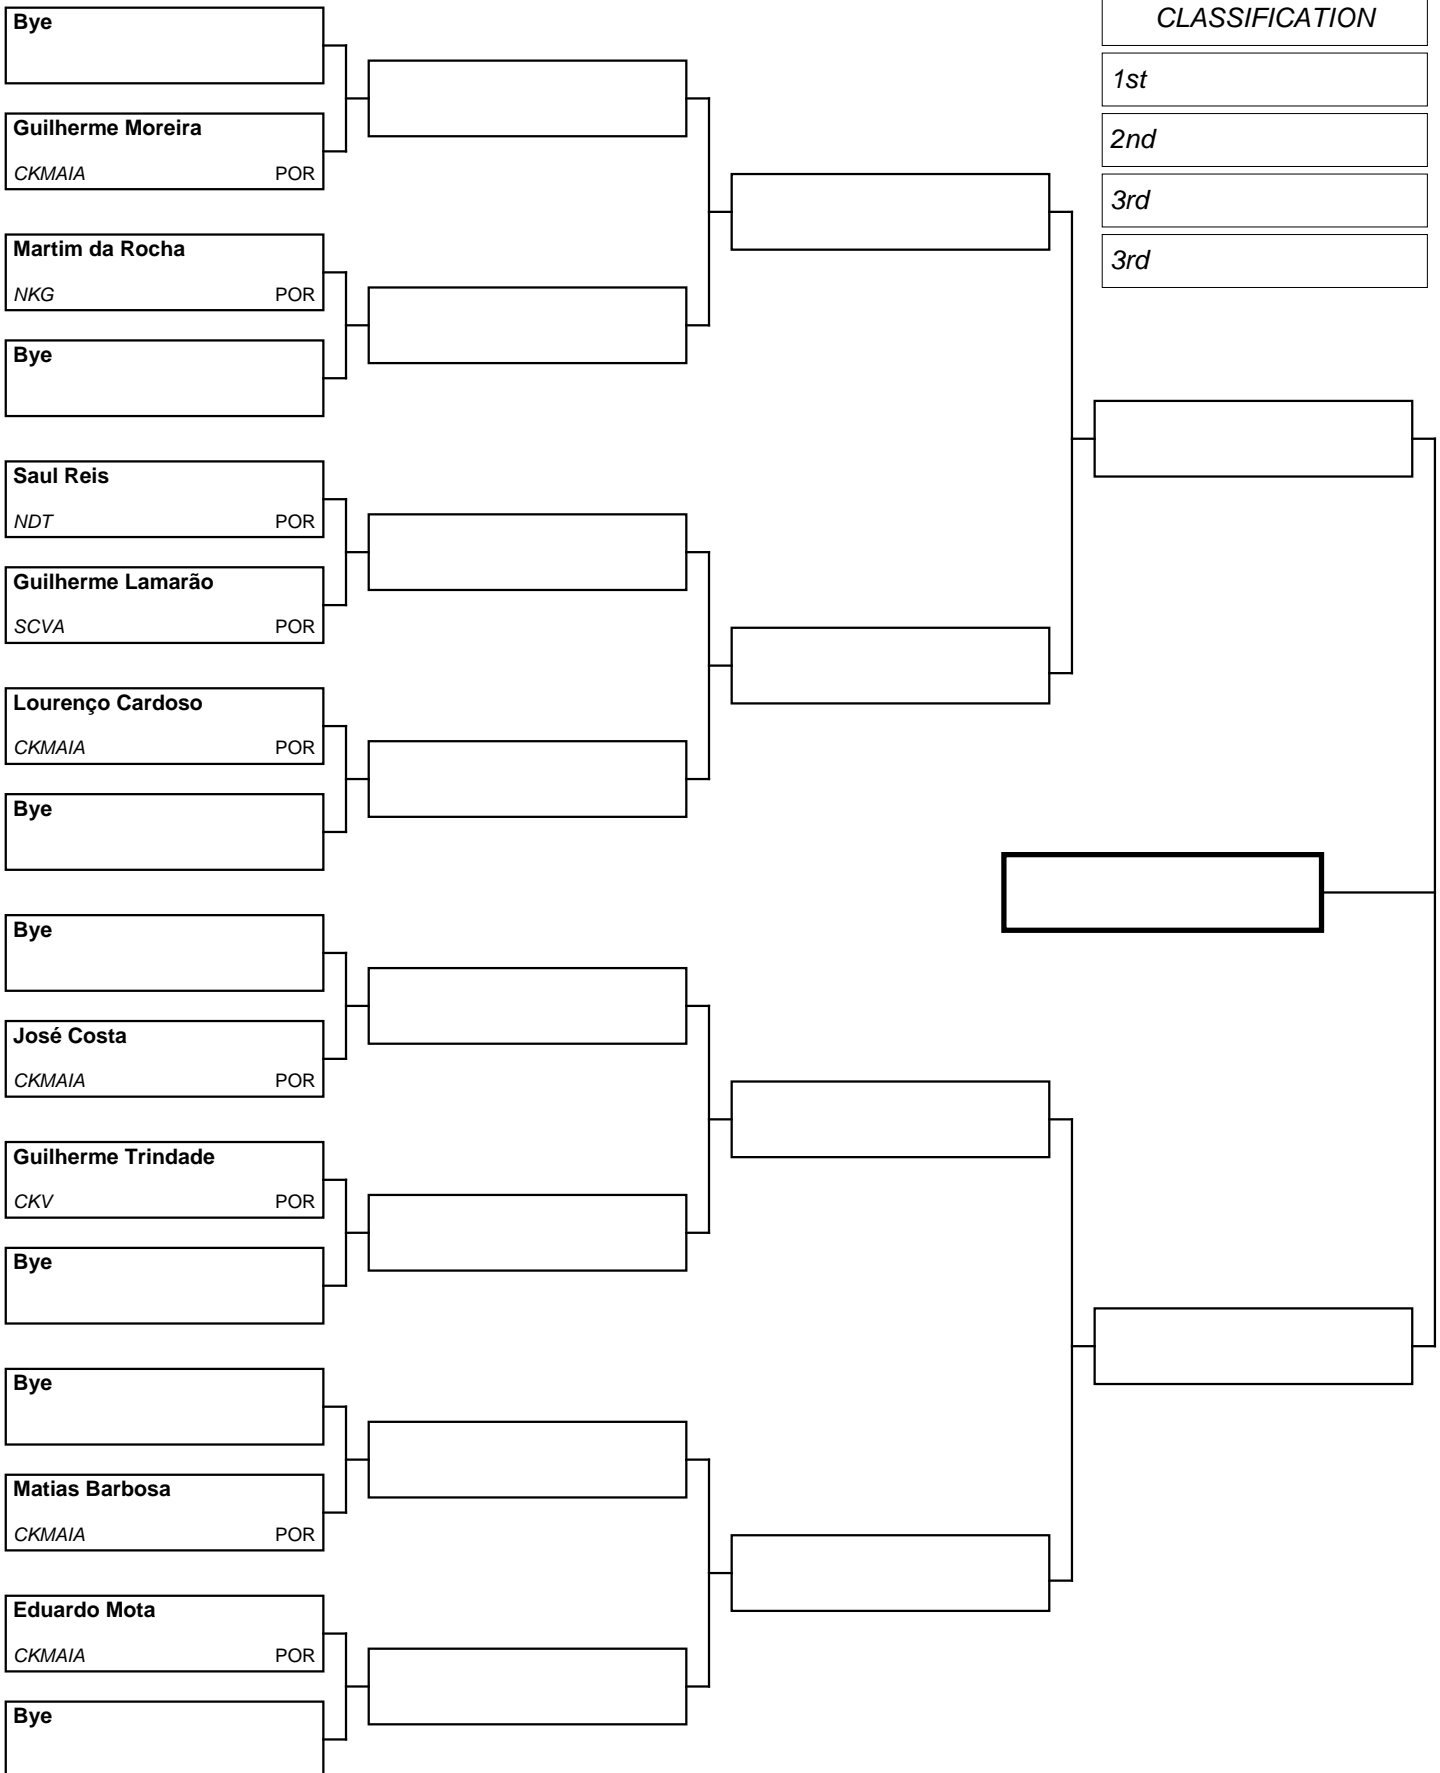 Bye
Guilherme Moreira
CKMAIA POR
Martim da Rocha
NKG POR
Bye
Saul Reis
NDT POR
Guilherme Lamarão
SCVA POR
Lourenço Cardoso
CKMAIA POR
Bye
Bye
José Costa
CKMAIA POR
Guilherme Trindade
CKV POR
Bye
Bye
Matias Barbosa
CKMAIA POR
Eduardo Mota
CKMAIA POR
Bye
CLASSIFICATION
1st
2nd
3rd
3rd